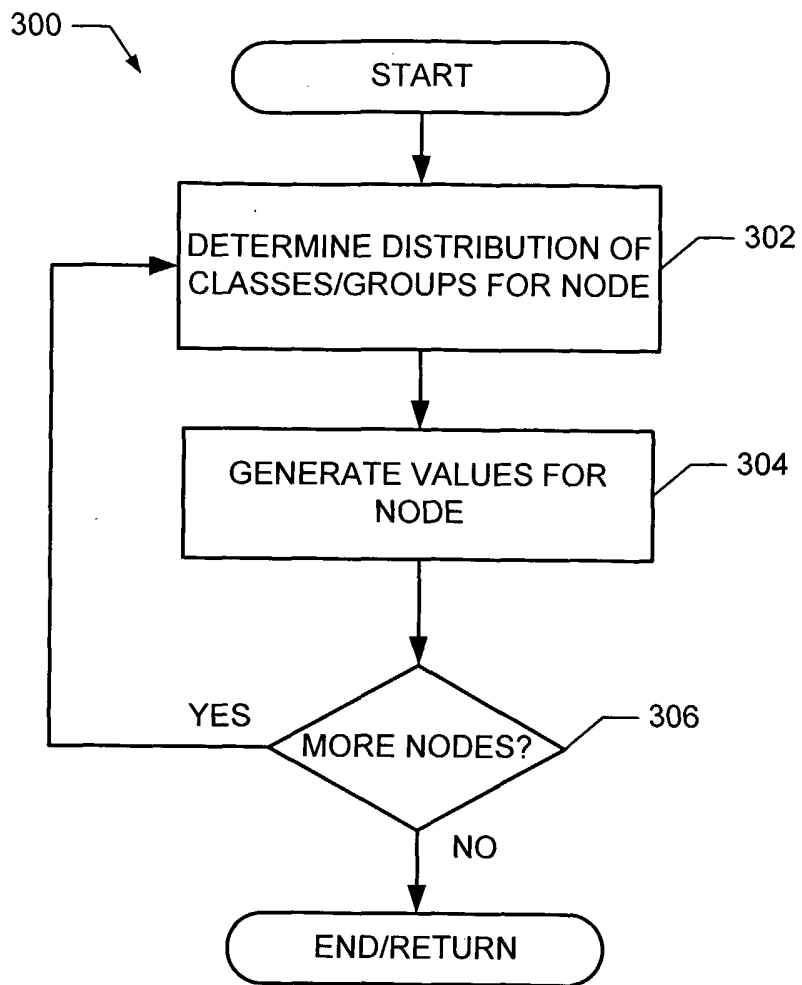 300
START
DETERMINE DISTRIBUTION OF
CLASSES/GROUPS FOR NODE
302
GENERATE VALUES FOR
NODE
304
YES
MORE NODES?
306
NO
END/RETURN